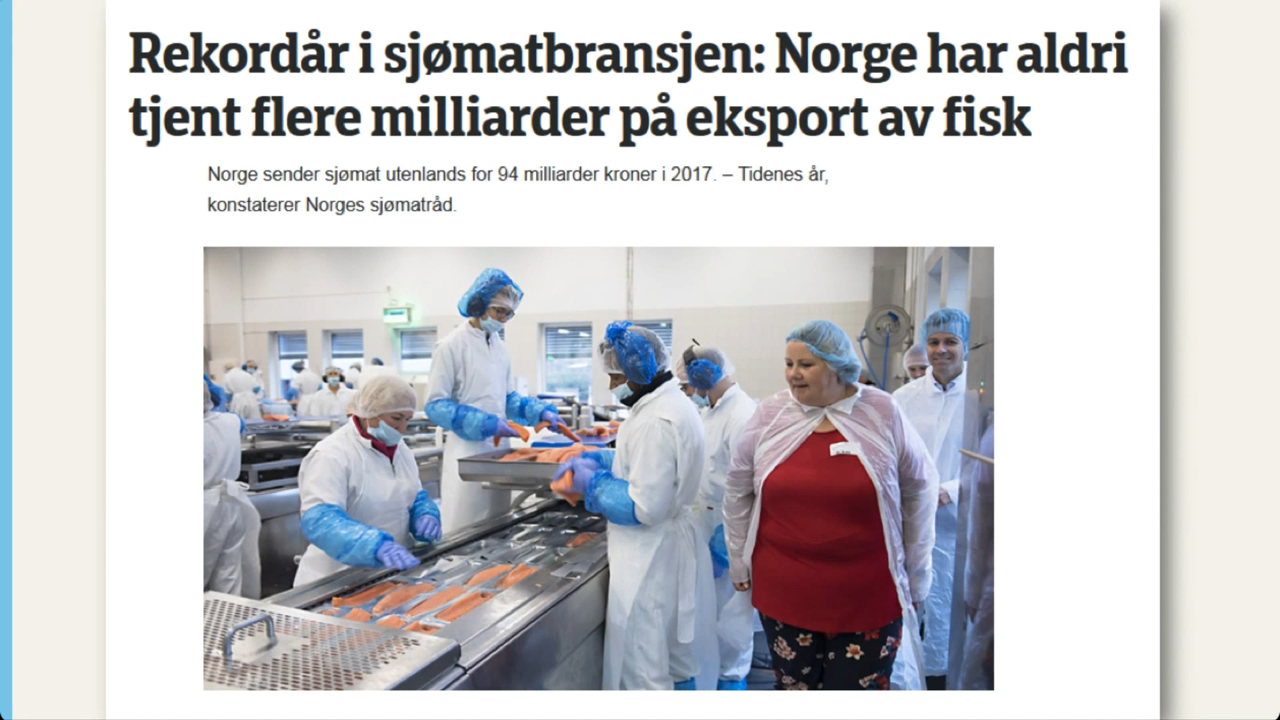 Rekordår i sjømatbransjen: Norge har aldri
tjent flere milliarder på eksport av fisk
Norge sender sjømat utenlands for 94 milliarder kroner i 2017. – Tidenes år,
konstaterer Norges sjømatråd.